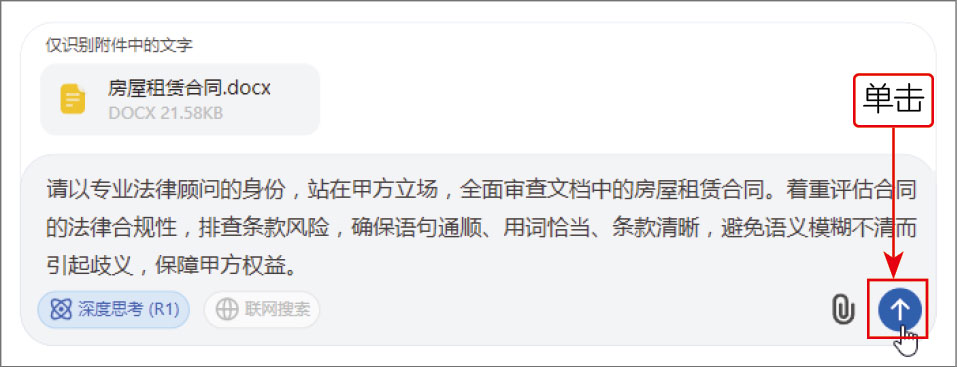 仅识别附件中的文字
房屋租赁合同.docx
DOCX 21.58KB
单击
请以专业法律顾问的身份，站在甲方立场，全面审查文档中的房屋租赁合同。着重评估合同
的法律合规性，排查条款风险，确保语句通顺、用词恰当、条款清晰，避免语义模糊不清而
引起歧义，保障甲方权益。
深度思考 (R1) 联网搜索